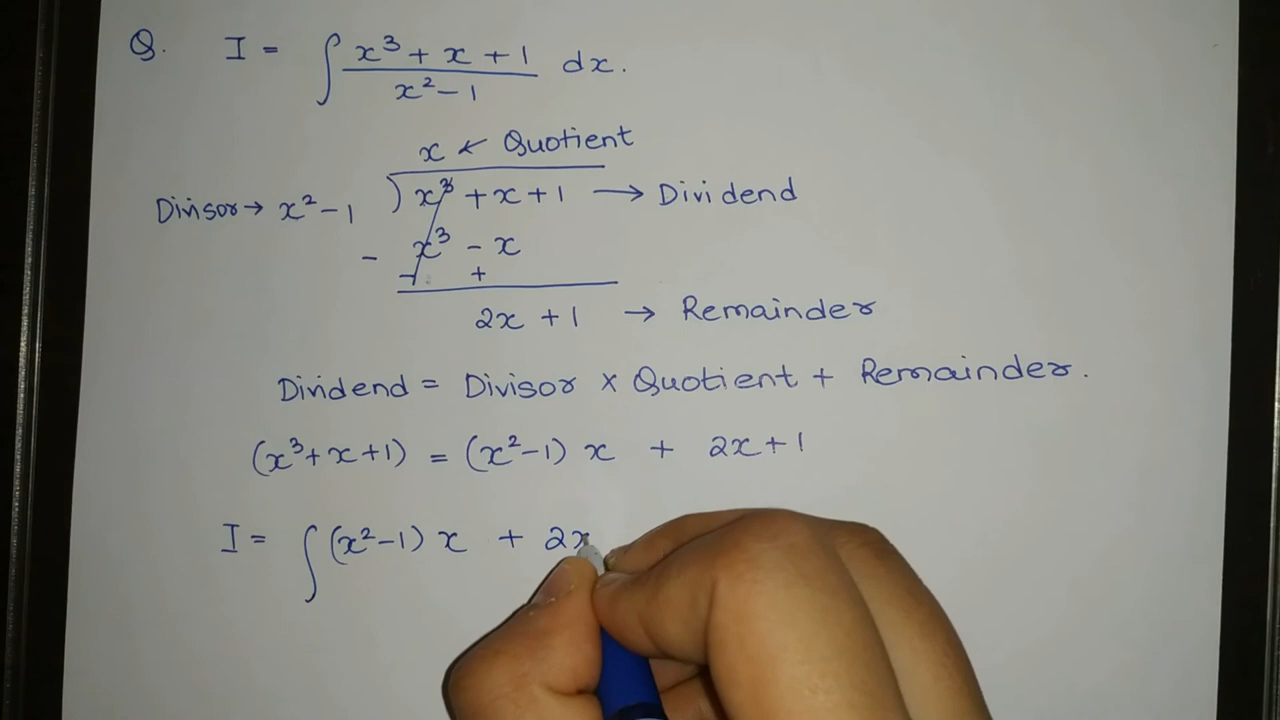 Q. I = ∫ x³ + x + 1 / x² - 1 dx.
x ← Quotient
Divisor → x² - 1 ) x³ + x + 1 → Dividend
- x³ - x
- +
2x + 1 → Remainder
Dividend = Divisor × Quotient + Remainder.
(x³ + x + 1) = (x² - 1) x + 2x + 1
I = ∫ (x² - 1) x + 2x